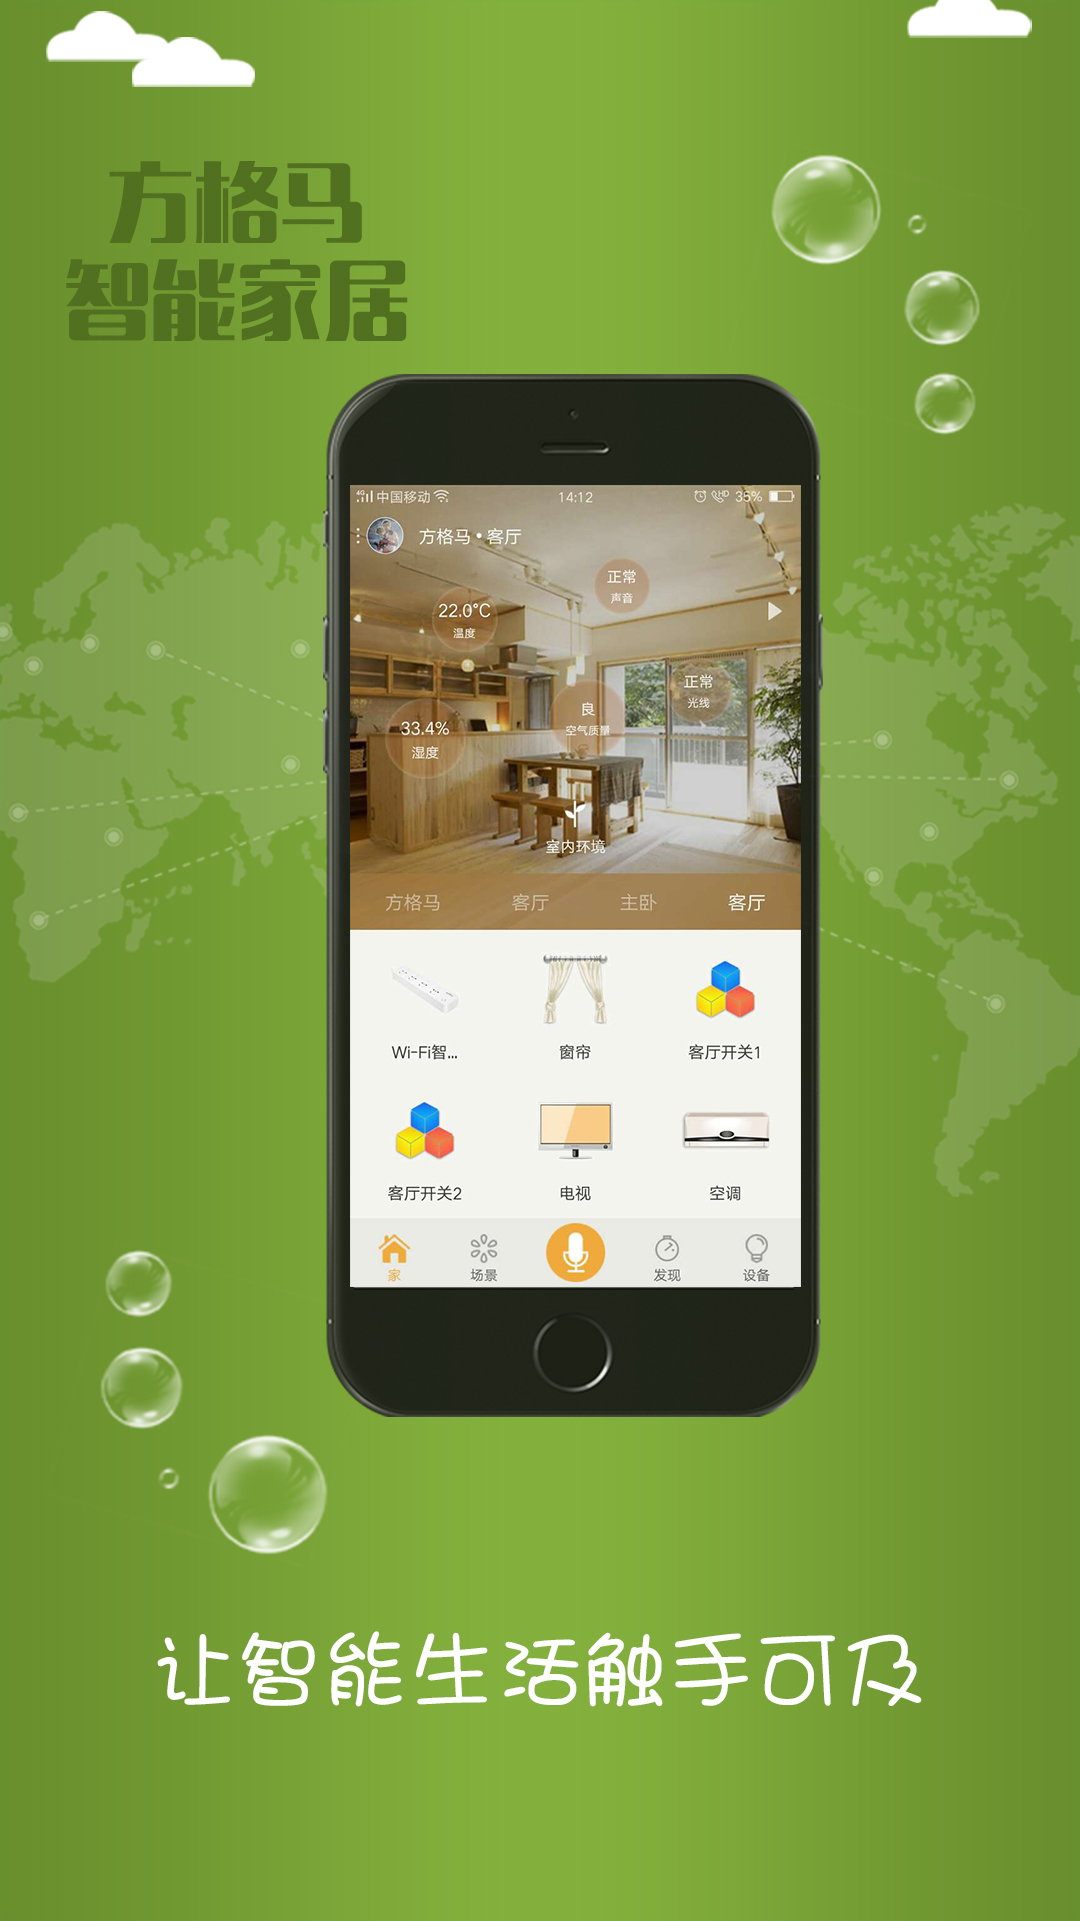 方格马
智能家居
4G 中国移动 14:12 HD 35%
方格马•客厅
正常
声音
22.0°C
温度
正常
光线
良
空气质量
33.4%
湿度
室内环境
方格马 客厅 主卧 客厅
Wi-Fi智... 窗帘 客厅开关1
客厅开关2 电视 空调
家 场景 发现 设备
让智能生活触手可及